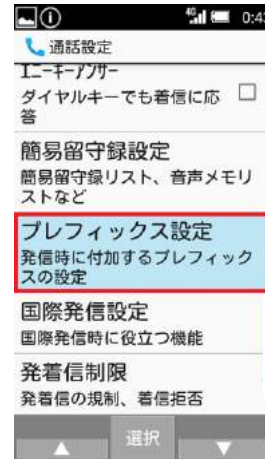 4G 0:43
通話設定
エニーキーアンサー
ダイヤルキーでも着信に応
答
簡易留守録設定
簡易留守録リスト、音声メモリ
ストなど
プレフィックス設定
発信時に付加するプレフィック
スの設定
国際発信設定
国際発信時に役立つ機能
発着信制限
発着信の規制、着信拒否
選択